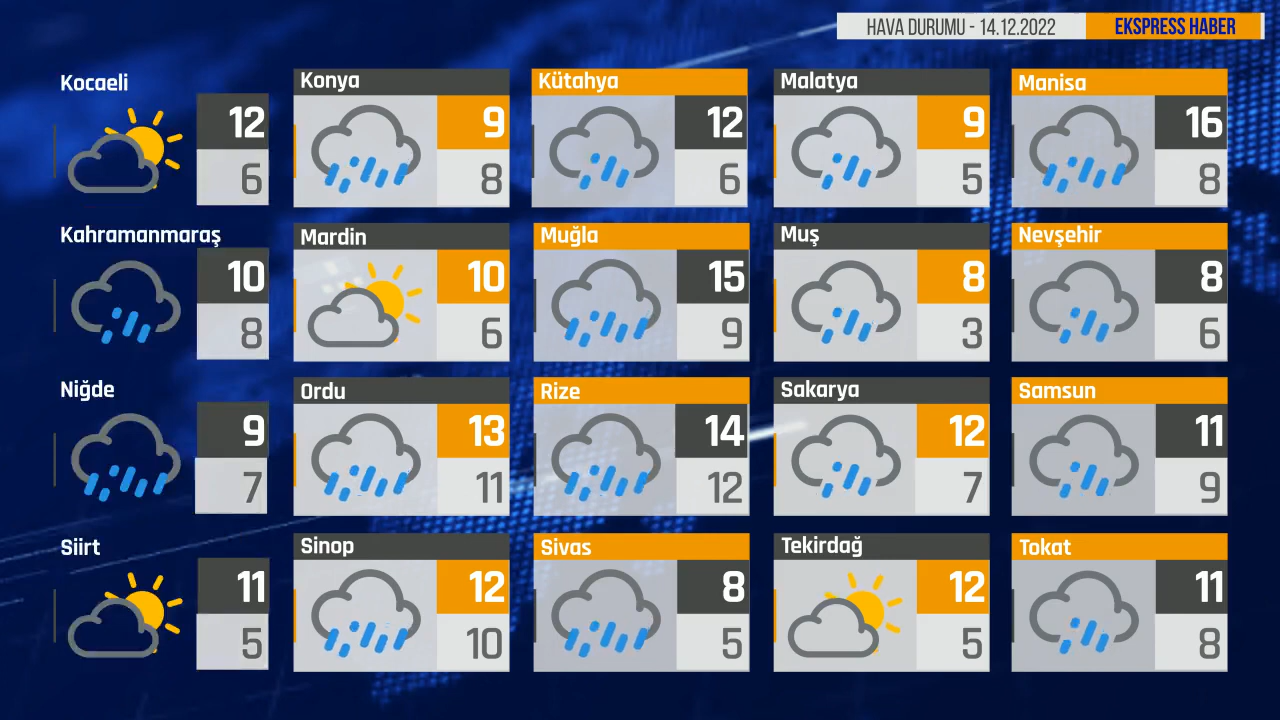 HAVA DURUMU - 14.12.2022 EKSPRESS HABER
Kocaeli
12
6
Konya
9
8
Kütahya
12
6
Malatya
9
5
Manisa
16
8
Kahramanmaraş
10
8
Mardin
10
6
Muğla
15
9
Muş
8
3
Nevşehir
8
6
Niğde
9
7
Ordu
13
11
Rize
14
12
Sakarya
12
7
Samsun
11
9
Siirt
11
5
Sinop
12
10
Sivas
8
5
Tekirdağ
12
5
Tokat
11
8